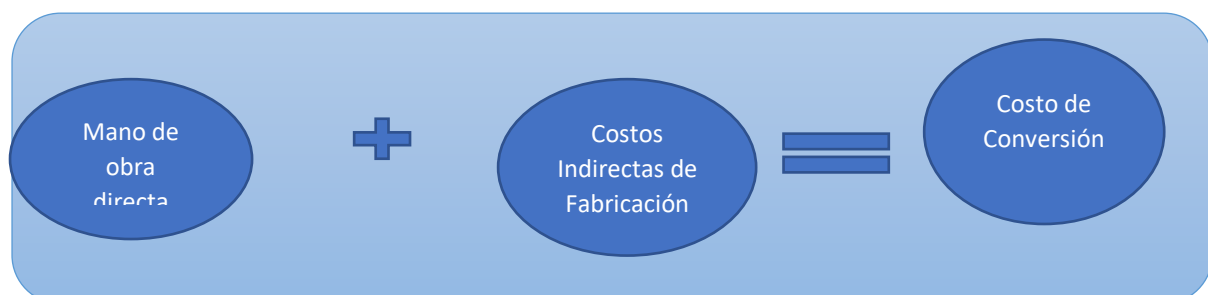 Mano de
obra
directa
Costos
Indirectas de
Fabricación
Costo de
Conversión